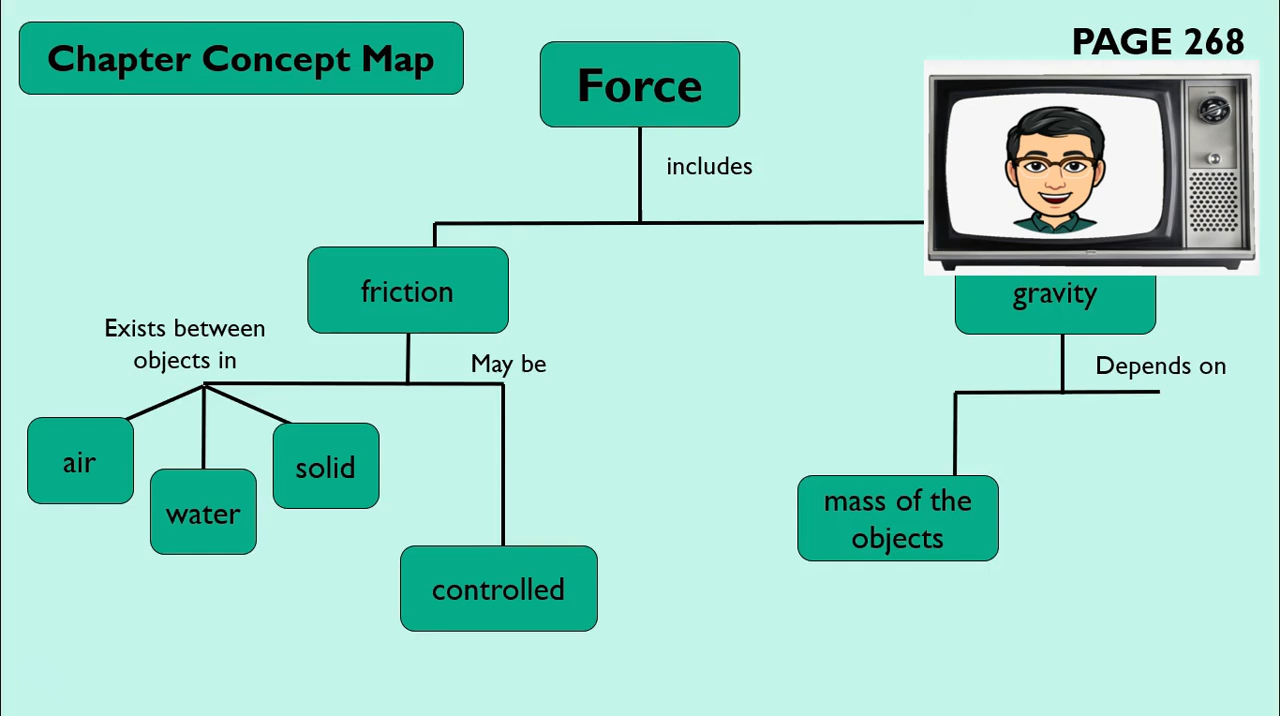 Chapter Concept Map
Force
PAGE 268
includes
friction
gravity
Exists between
objects in
May be
Depends on
air
water
solid
controlled
mass of the
objects